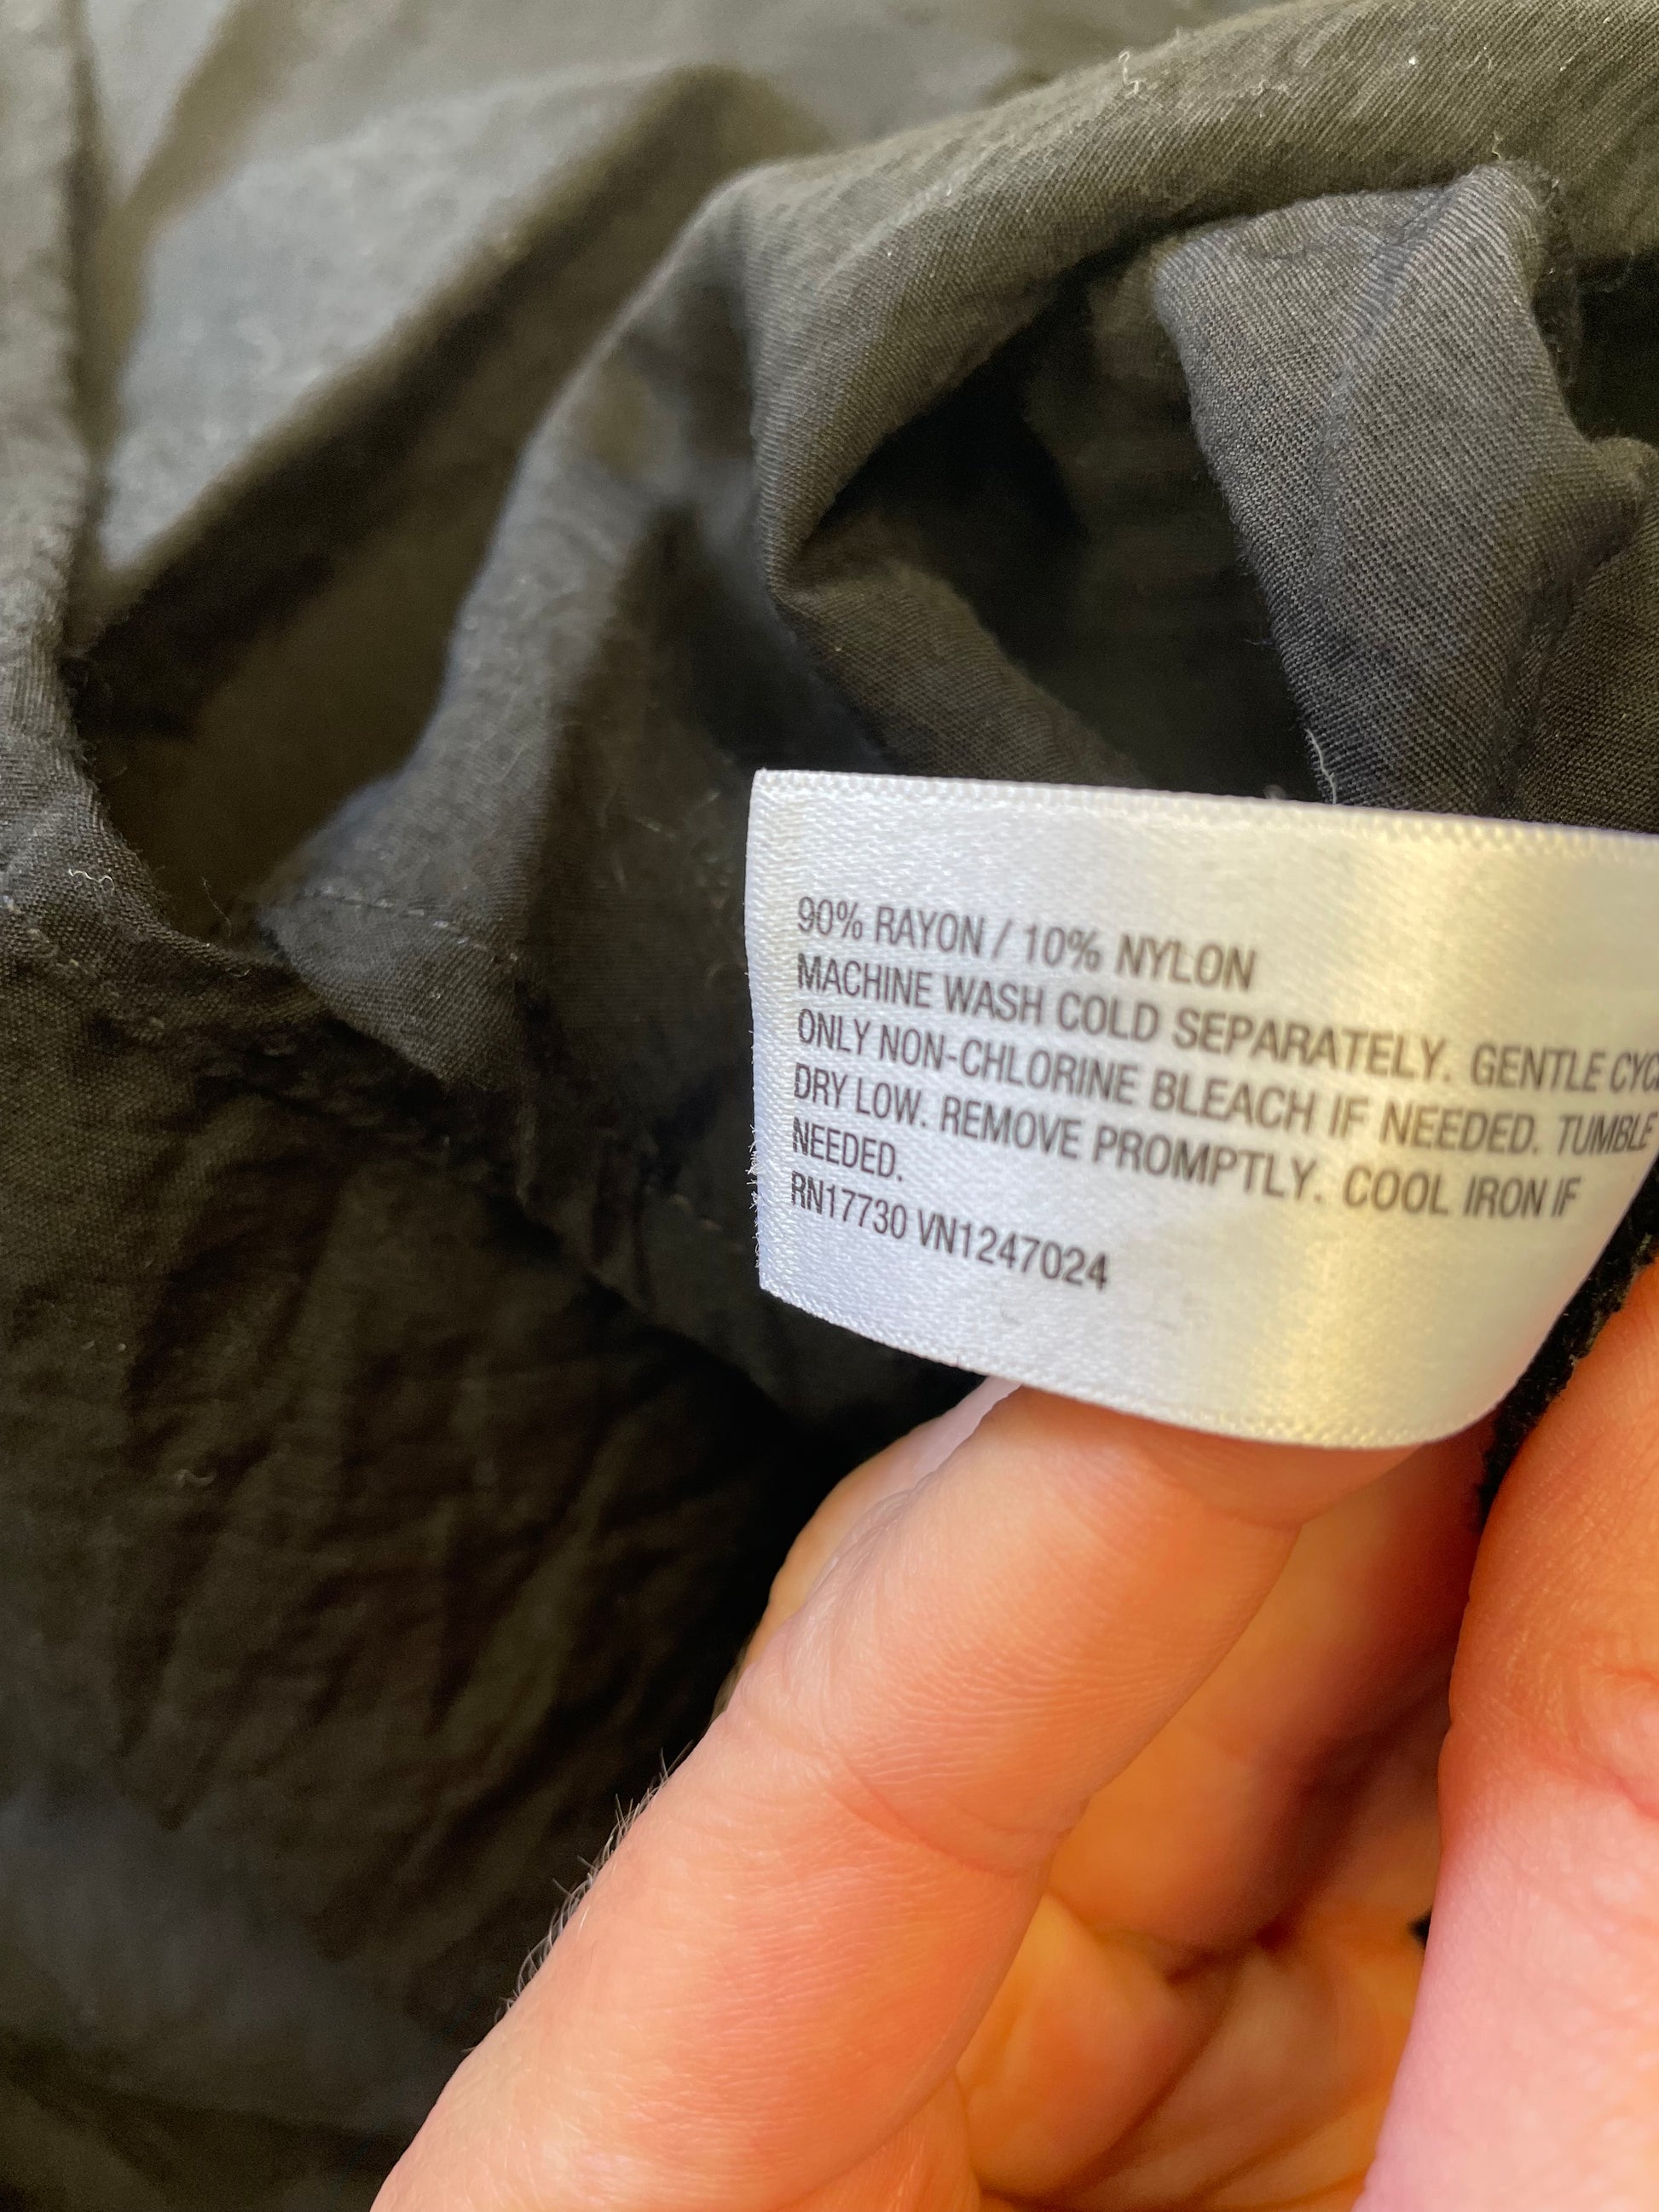 90% RAYON / 10% NYLON
MACHINE WASH COLD SEPARATELY. GENTLE CYC
ONLY NON-CHLORINE BLEACH IF NEEDED. TUMBLE
DRY LOW. REMOVE PROMPTLY. COOL IRON IF
NEEDED.
RN17730 VN1247024